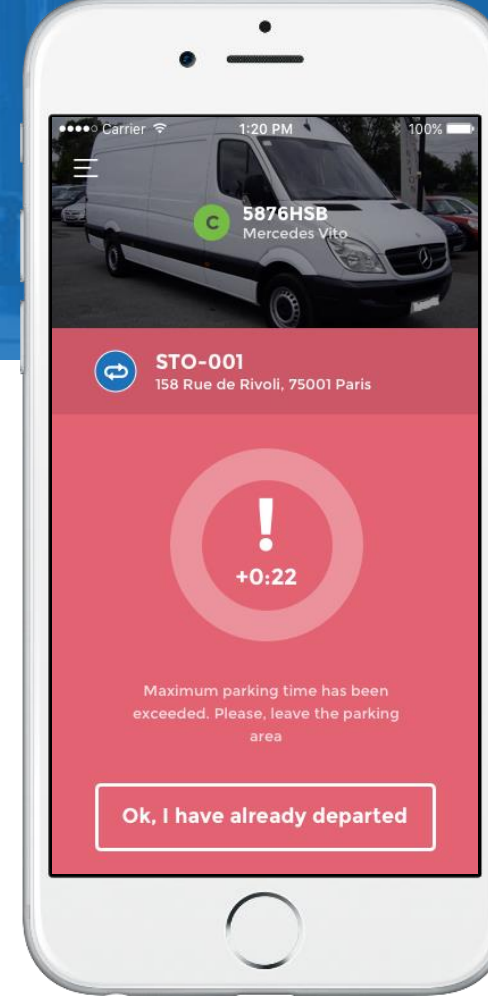 Carrier 1:20 PM 100%
C 5876HSB
Mercedes Vito
STO-001
158 Rue de Rivoli, 75001 Paris
!
+0:22
Maximum parking time has been
exceeded. Please, leave the parking
area
Ok, I have already departed